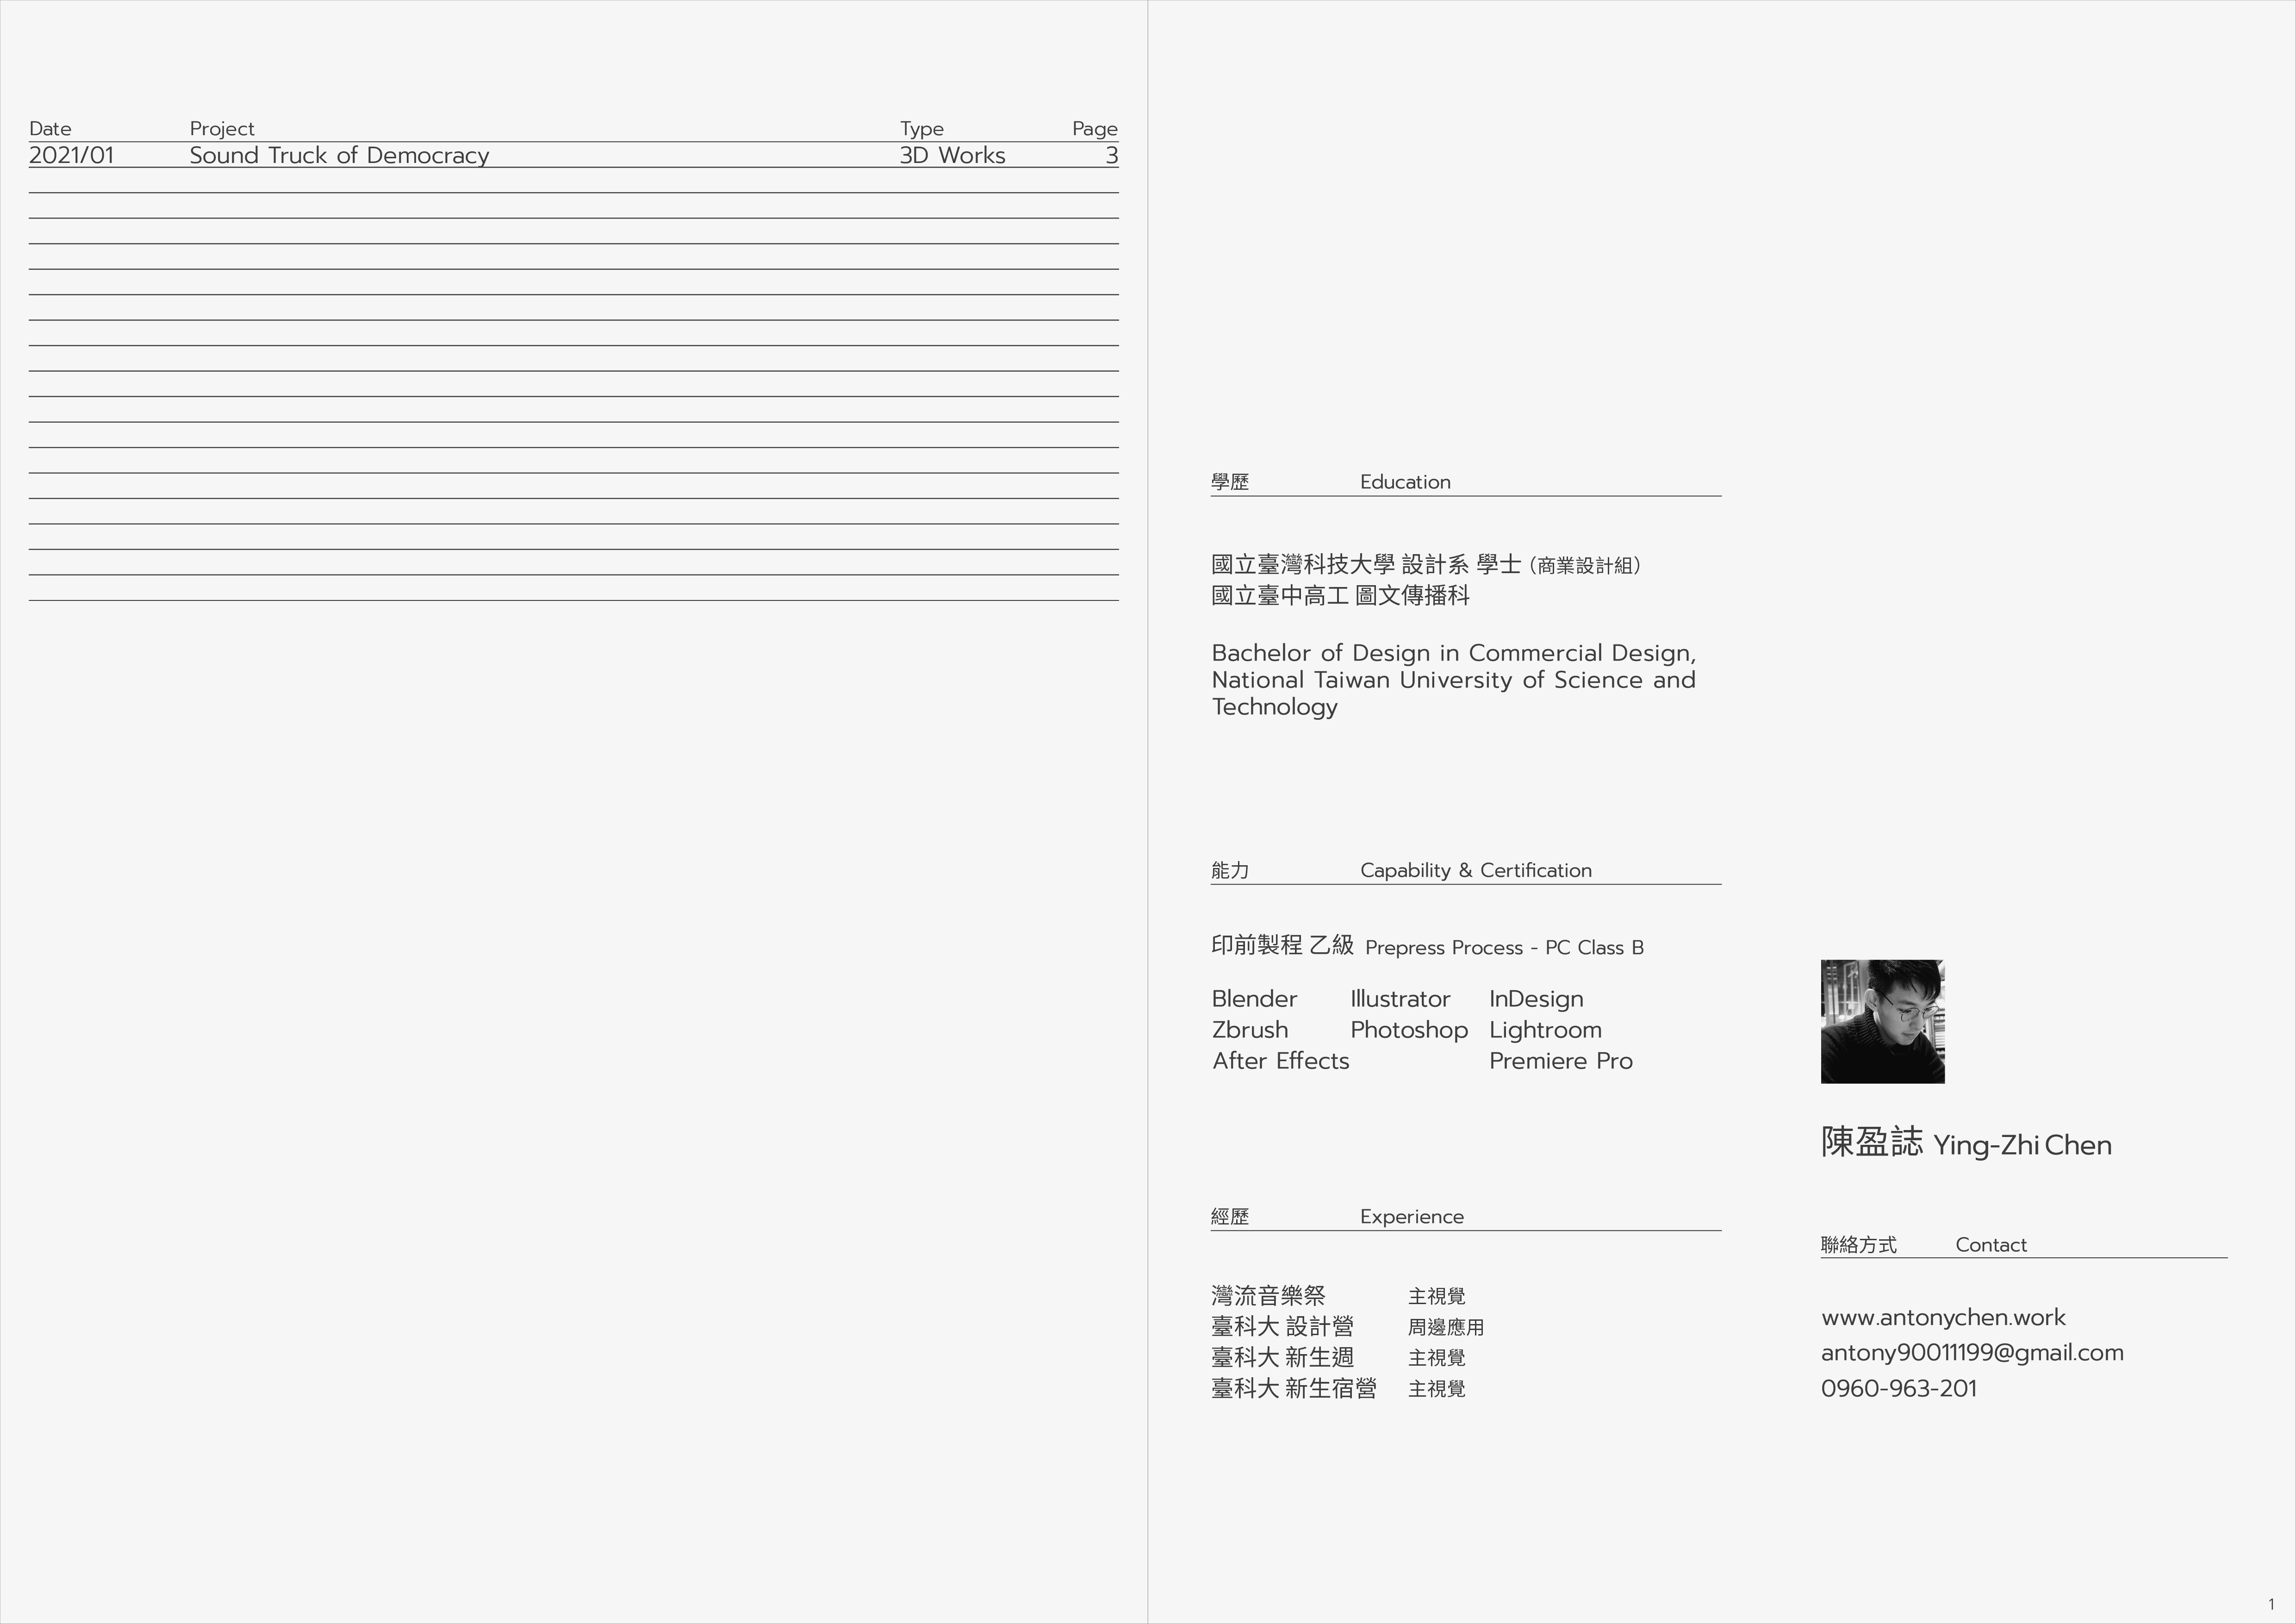 Date Project Type Page
2021/01 Sound Truck of Democracy 3D Works 3
學歷 Education
國立臺灣科技大學 設計系 學士（商業設計組）
國立臺中高工 圖文傳播科
Bachelor of Design in Commercial Design,
National Taiwan University of Science and
Technology
能力 Capability & Certification
印前製程 乙級 Prepress Process - PC Class B
Blender Illustrator InDesign
Zbrush Photoshop Lightroom
After Effects Premiere Pro
經歷 Experience
灣流音樂祭 主視覺
臺科大 設計營 周邊應用
臺科大 新生週 主視覺
臺科大 新生宿營 主視覺
陳盈誌 Ying-Zhi Chen
聯絡方式 Contact
www.antonychen.work
antony90011199@gmail.com
0960-963-201
1